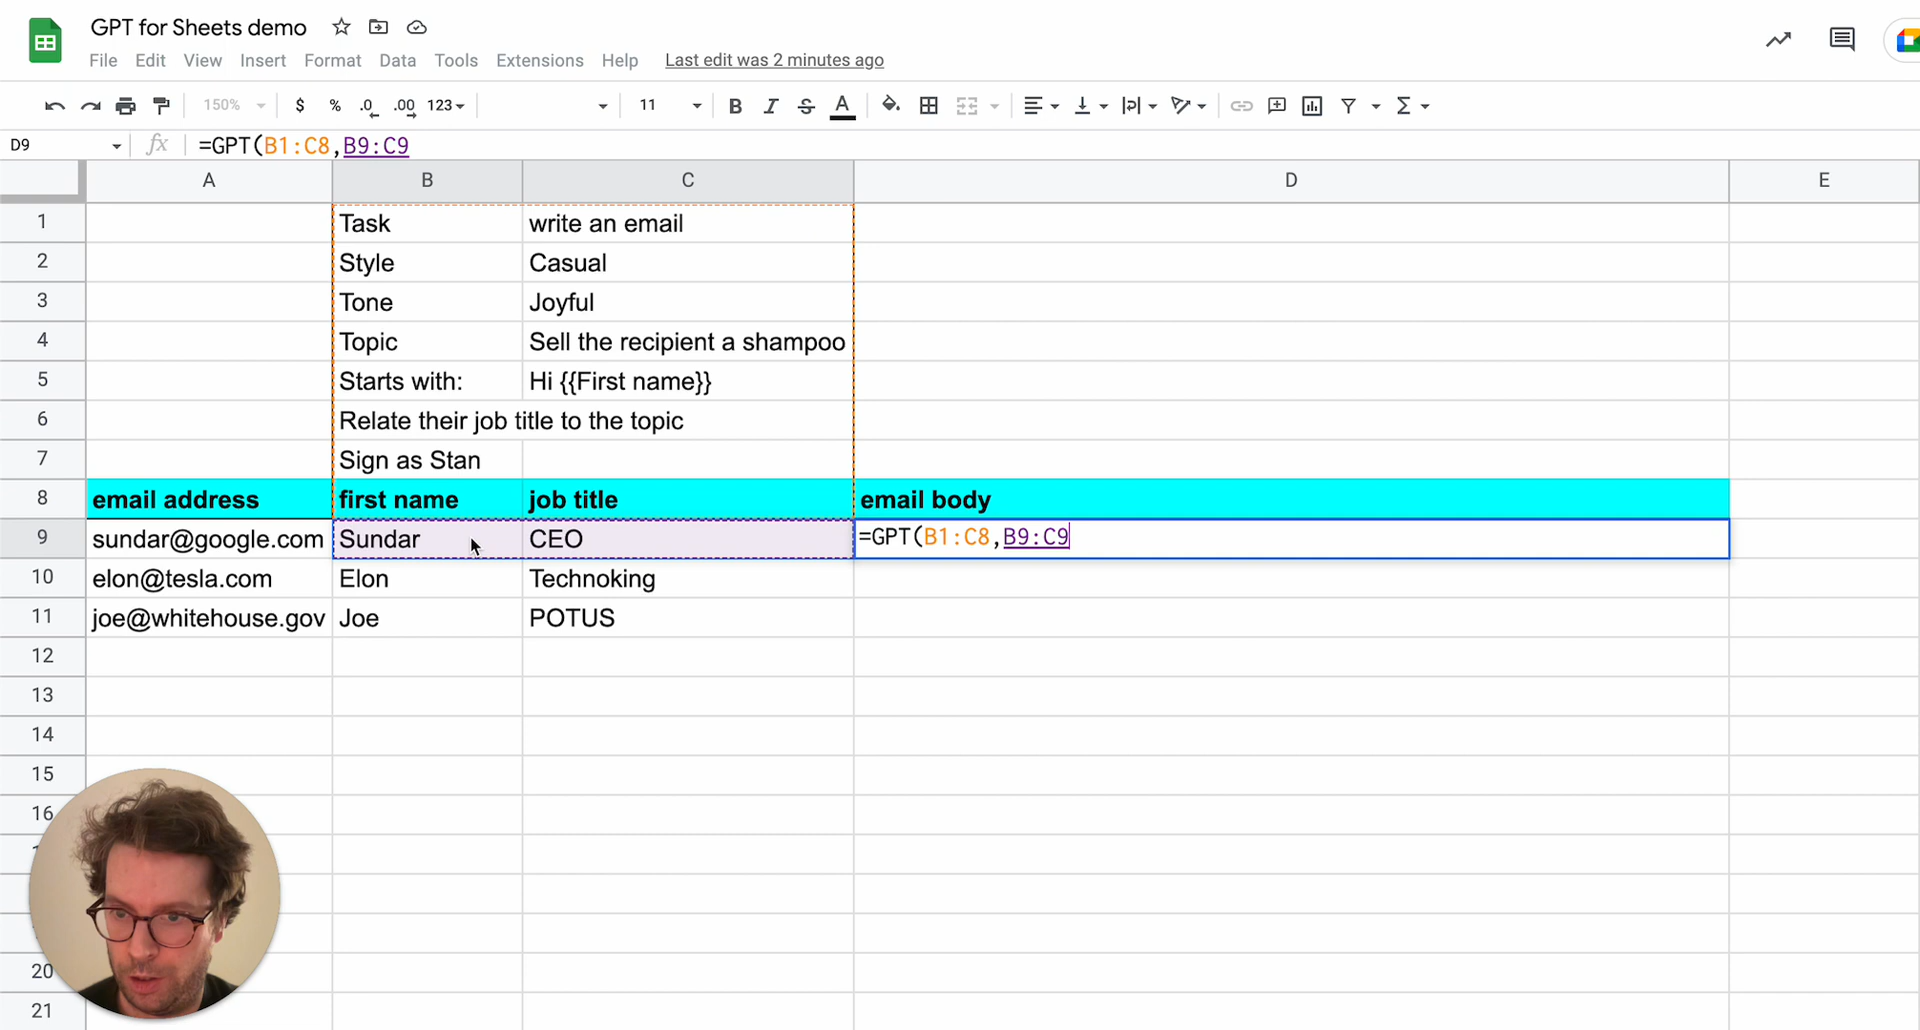 GPT for Sheets demo
File Edit View Insert Format Data Tools Extensions Help Last edit was 2 minutes ago
150% $ % .0 .00 123 11 B I S A Σ
D9 fx =GPT(B1:C8,B9:C9
A B C D E
1 Task write an email
2 Style Casual
3 Tone Joyful
4 Topic Sell the recipient a shampoo
5 Starts with: Hi {{First name}}
6 Relate their job title to the topic
7 Sign as Stan
8 email address first name job title email body
9 sundar@google.com Sundar CEO =GPT(B1:C8,B9:C9
10 elon@tesla.com Elon Technoking
11 joe@whitehouse.gov Joe POTUS
12
13
14
15
16
20
21